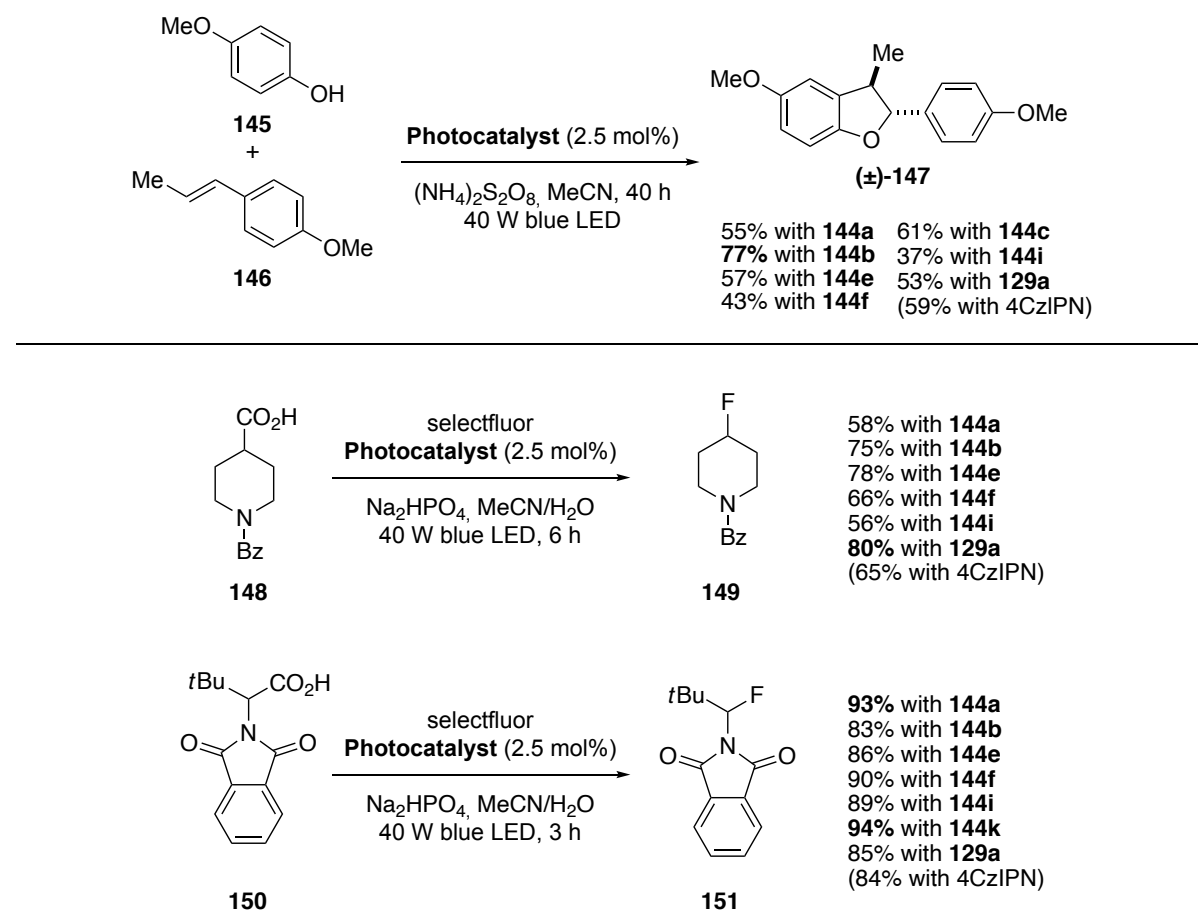 MeO
OH
145
+
Me
OMe
146
Photocatalyst (2.5 mol%)
(NH4)2S2O8, MeCN, 40 h
40 W blue LED
Me
MeO
O
OMe
(±)-147
55% with 144a 61% with 144c
77% with 144b 37% with 144i
57% with 144e 53% with 129a
43% with 144f (59% with 4CzIPN)
CO2H
N
Bz
148
selectfluor
Photocatalyst (2.5 mol%)
Na2HPO4, MeCN/H2O
40 W blue LED, 6 h
F
N
Bz
149
58% with 144a
75% with 144b
78% with 144e
66% with 144f
56% with 144i
80% with 129a
(65% with 4CzIPN)
tBu CO2H
N
O O
150
selectfluor
Photocatalyst (2.5 mol%)
Na2HPO4, MeCN/H2O
40 W blue LED, 3 h
tBu F
N
O O
151
93% with 144a
83% with 144b
86% with 144e
90% with 144f
89% with 144i
94% with 144k
85% with 129a
(84% with 4CzIPN)